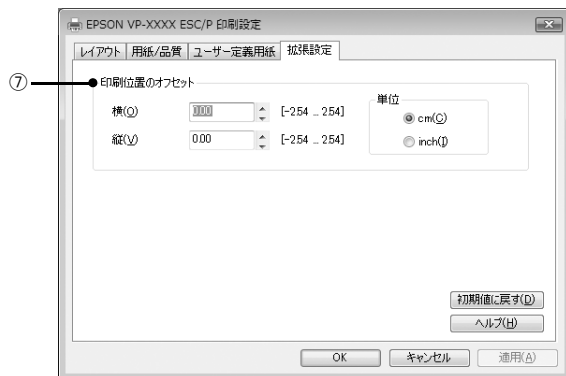 EPSON VP-XXXX ESC/P 印刷設定
レイアウト 用紙/品質 ユーザー定義用紙 拡張設定
⑦ 印刷位置のオフセット
横(O) 0.00 [-2.54 .. 2.54]
縦(V) 0.00 [-2.54 .. 2.54]
単位
cm(C)
inch(I)
初期値に戻す(D)
ヘルプ(H)
OK キャンセル 適用(A)